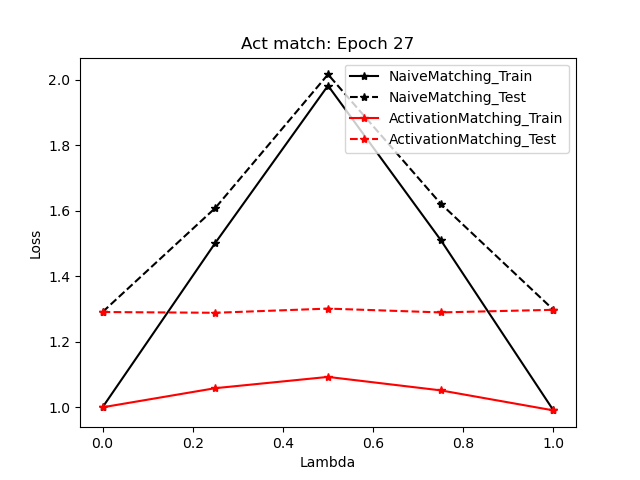 Act match: Epoch 27
NaiveMatching_Train
NaiveMatching_Test
ActivationMatching_Train
ActivationMatching_Test
Loss
2.0
1.8
1.6
1.4
1.2
1.0
0.0 0.2 0.4 0.6 0.8 1.0
Lambda